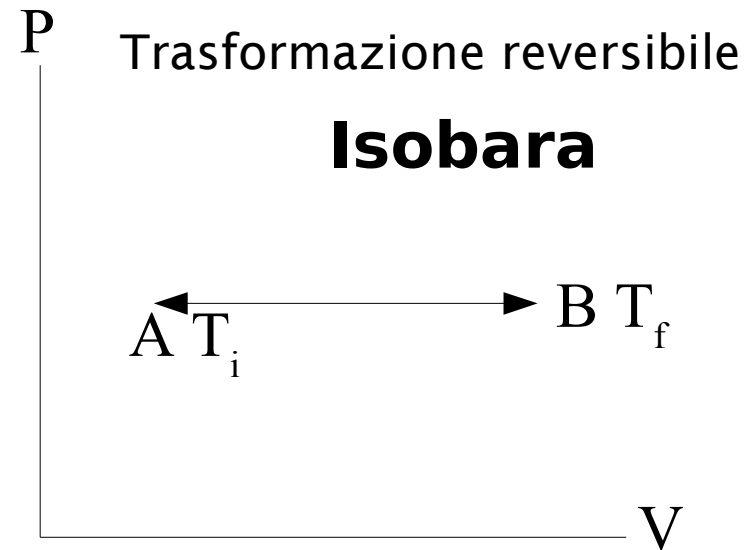 P
Trasformazione reversibile
Isobara
A Ti
B Tf
V